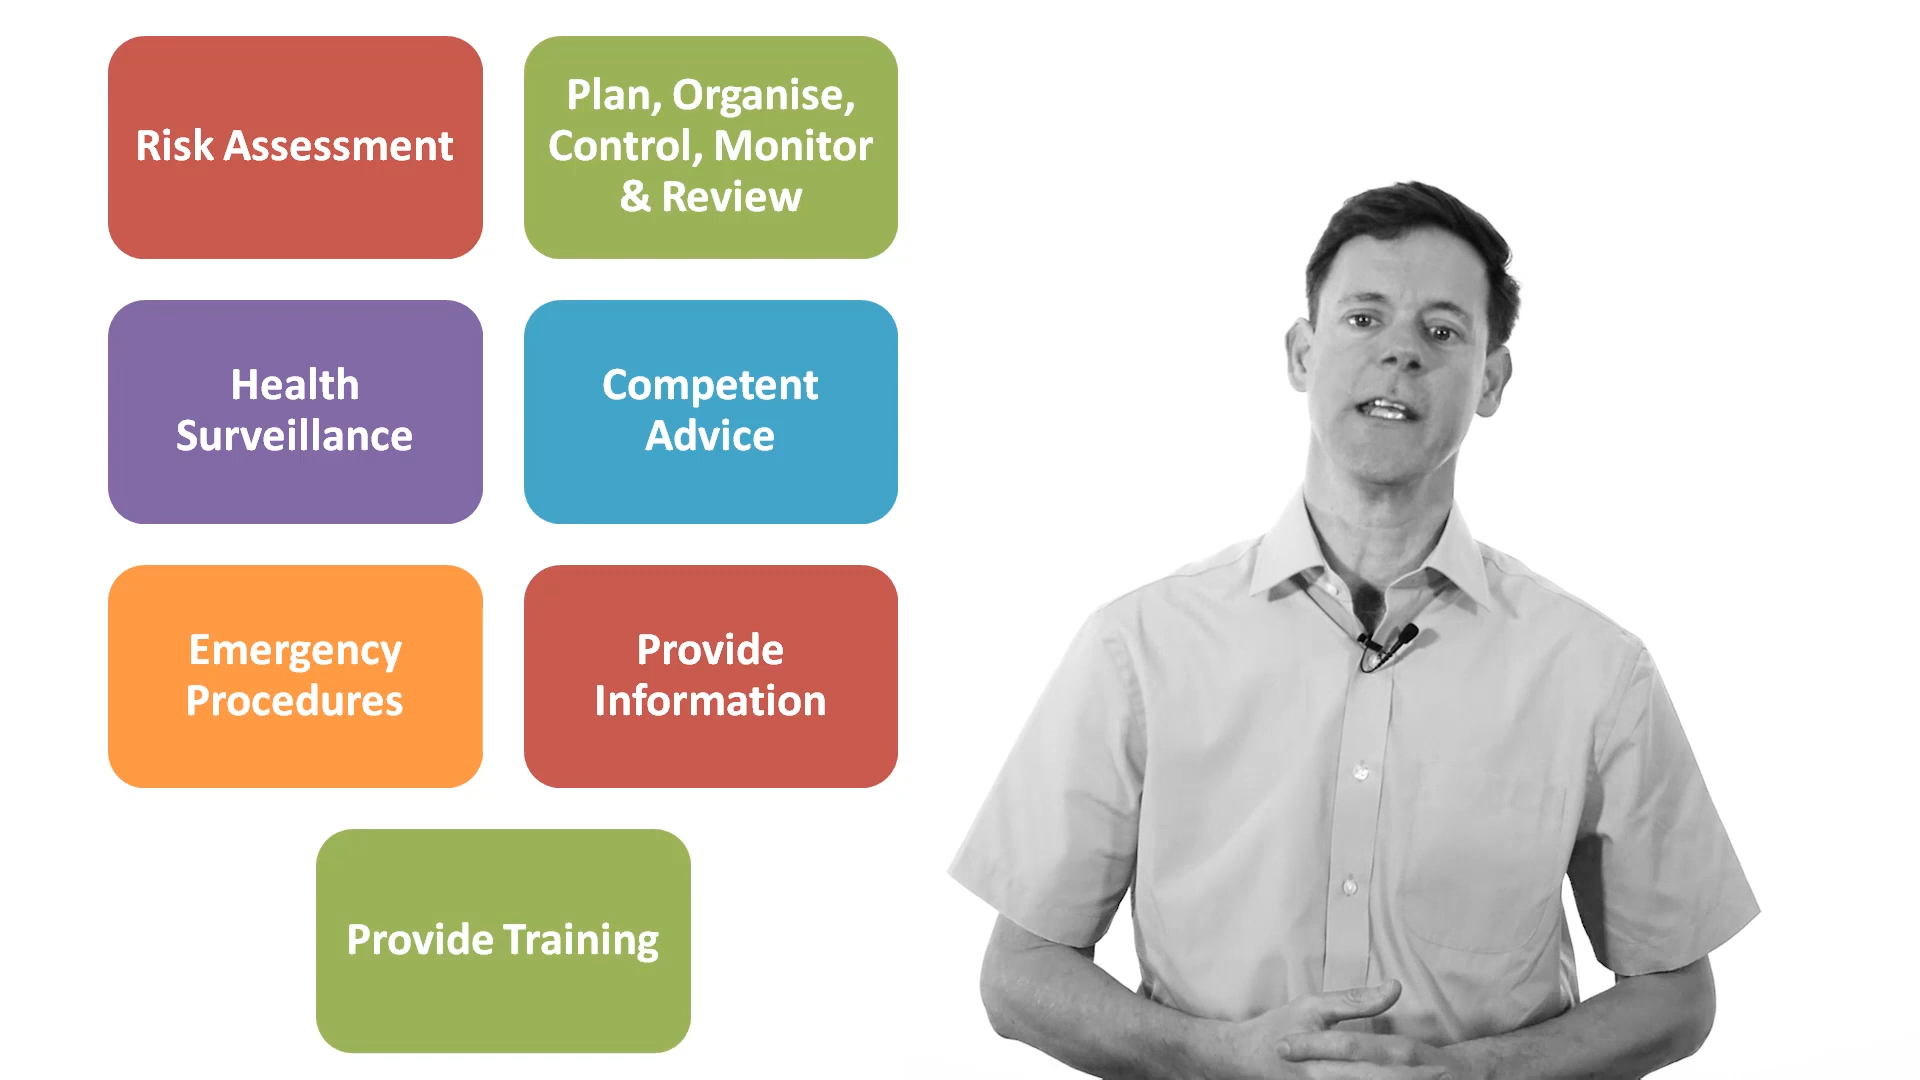 Risk Assessment
Plan, Organise,
Control, Monitor
& Review
Health
Surveillance
Competent
Advice
Emergency
Procedures
Provide
Information
Provide Training